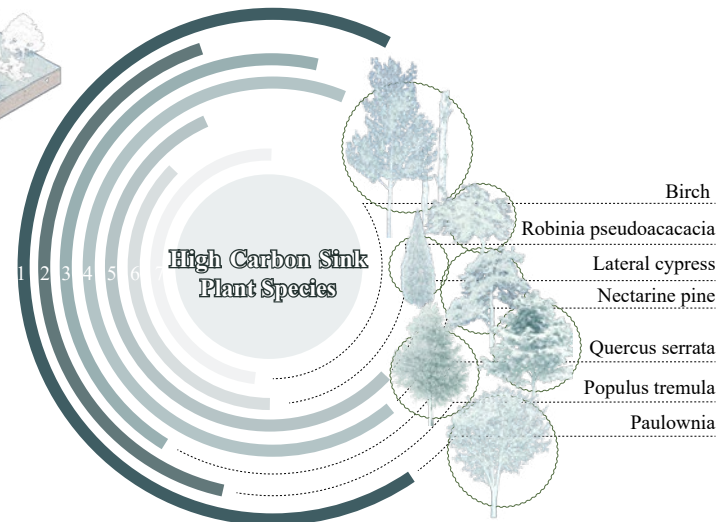 1 2 3 4 5 6 7
High Carbon Sink
Plant Species
Birch
Robinia pseudoacacacia
Lateral cypress
Nectarine pine
Quercus serrata
Populus tremula
Paulownia